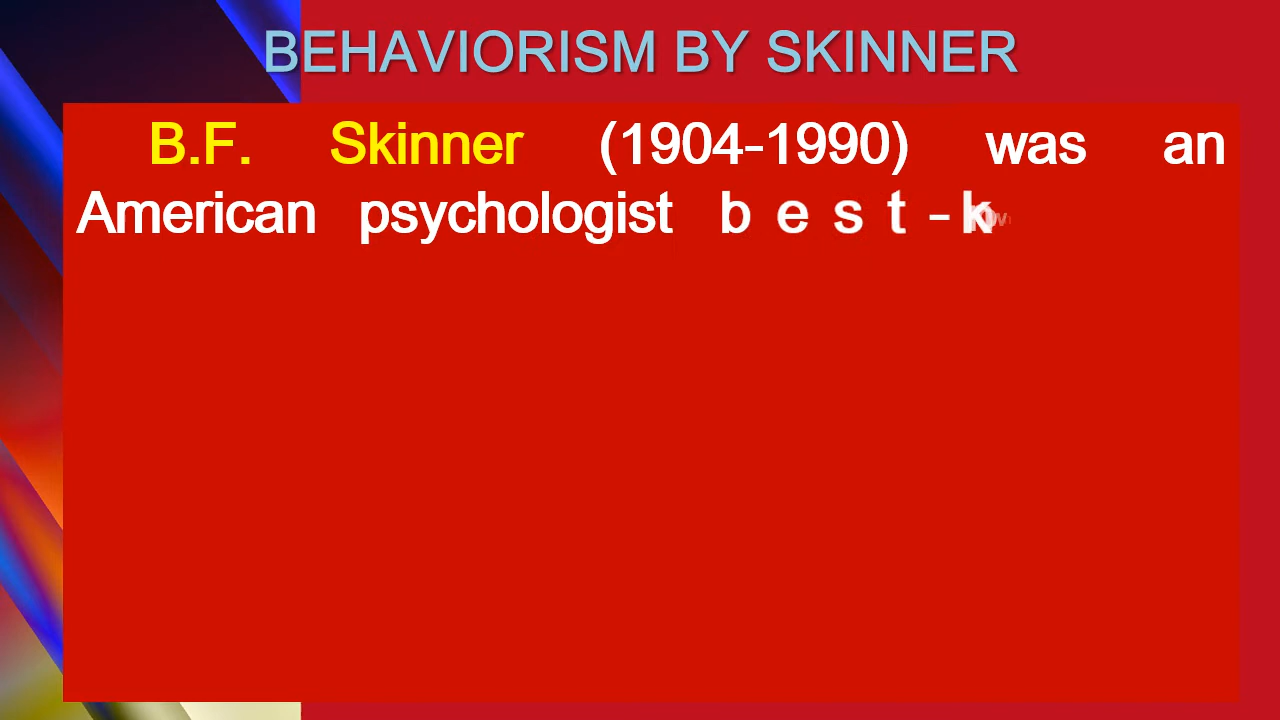 BEHAVIORISM BY SKINNER
B.F. Skinner (1904-1990) was an
American psychologist best-k